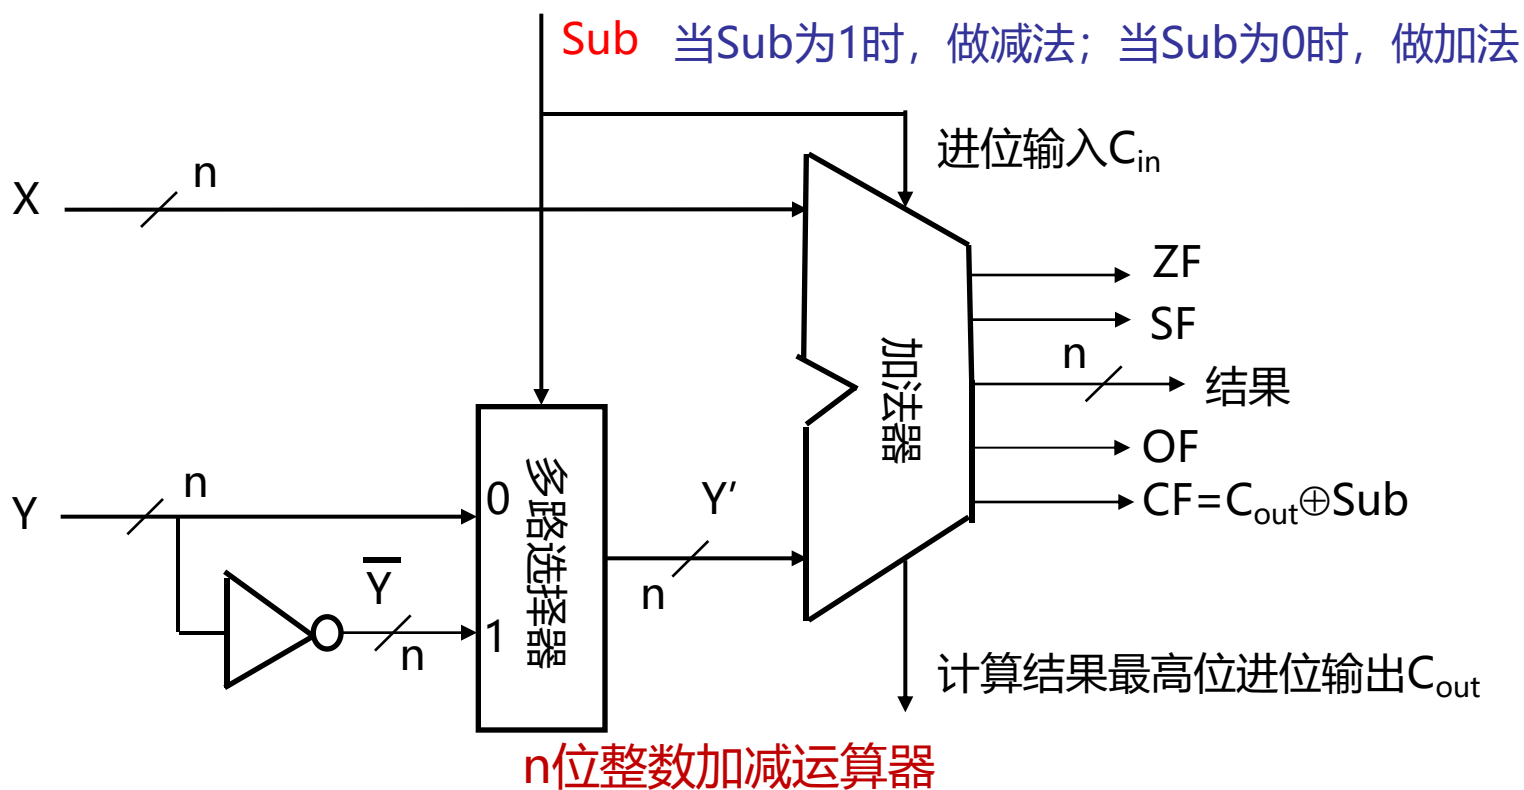 Sub 当Sub为1时，做减法；当Sub为0时，做加法
进位输入Cin
X
n
ZF
SF
n
结果
加法器
OF
CF=Cout⊕Sub
Y
n
0
多路选择器
Y'
n
Y
n
1
计算结果最高位进位输出Cout
n位整数加减运算器